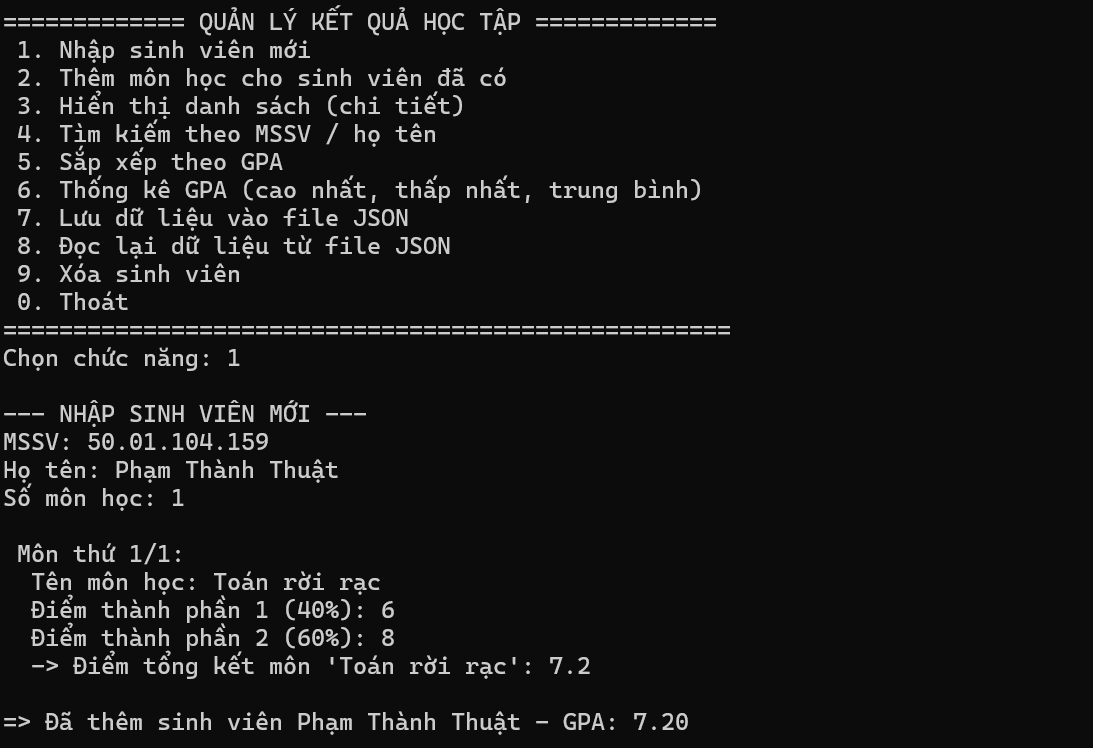 ============= QUẢN LÝ KẾT QUẢ HỌC TẬP =============
1. Nhập sinh viên mới
2. Thêm môn học cho sinh viên đã có
3. Hiển thị danh sách (chi tiết)
4. Tìm kiếm theo MSSV / họ tên
5. Sắp xếp theo GPA
6. Thống kê GPA (cao nhất, thấp nhất, trung bình)
7. Lưu dữ liệu vào file JSON
8. Đọc lại dữ liệu từ file JSON
9. Xóa sinh viên
0. Thoát
====================================================
Chọn chức năng: 1
--- NHẬP SINH VIÊN MỚI ---
MSSV: 50.01.104.159
Họ tên: Phạm Thành Thuật
Số môn học: 1
Môn thứ 1/1:
Tên môn học: Toán rời rạc
Điểm thành phần 1 (40%): 6
Điểm thành phần 2 (60%): 8
-> Điểm tổng kết môn 'Toán rời rạc': 7.2
=> Đã thêm sinh viên Phạm Thành Thuật - GPA: 7.20